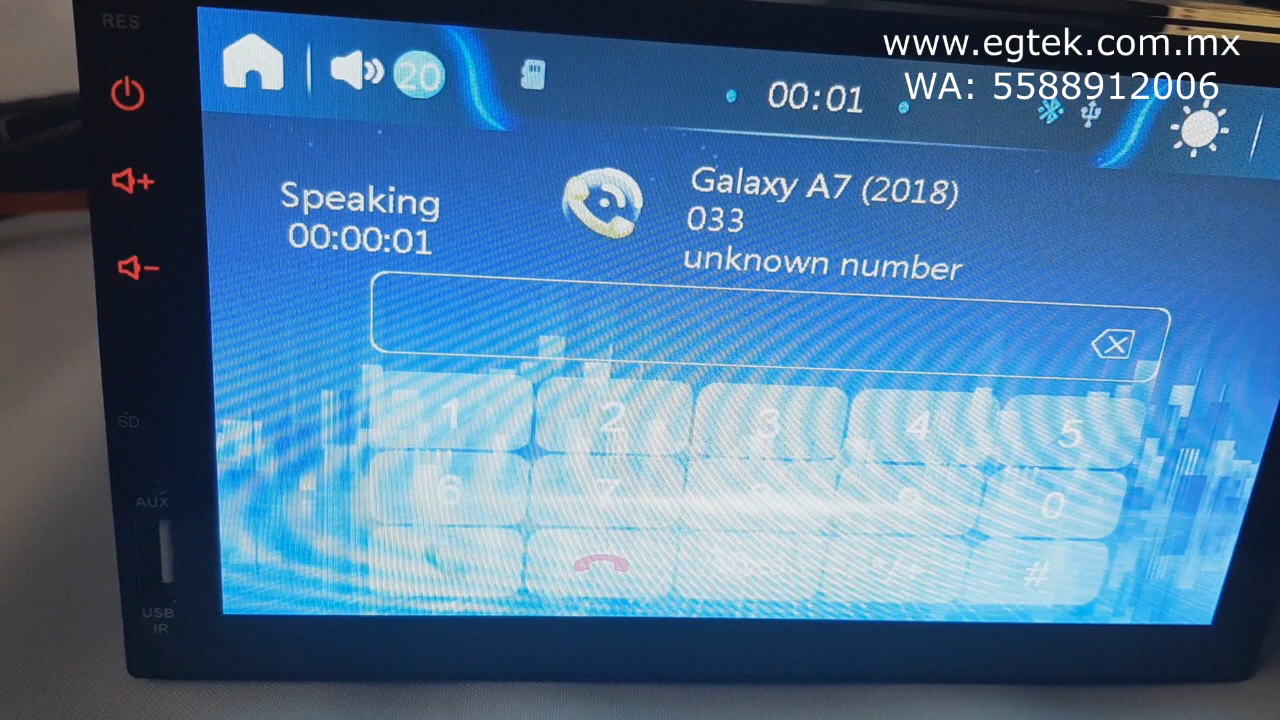 RES
www.egtek.com.mx
WA: 5588912006
20
00:01
Speaking
00:00:01
Galaxy A7 (2018)
033
unknown number
1 2 3 4 5
6 7 8 9 0
#
SD
AUX
USB
IR